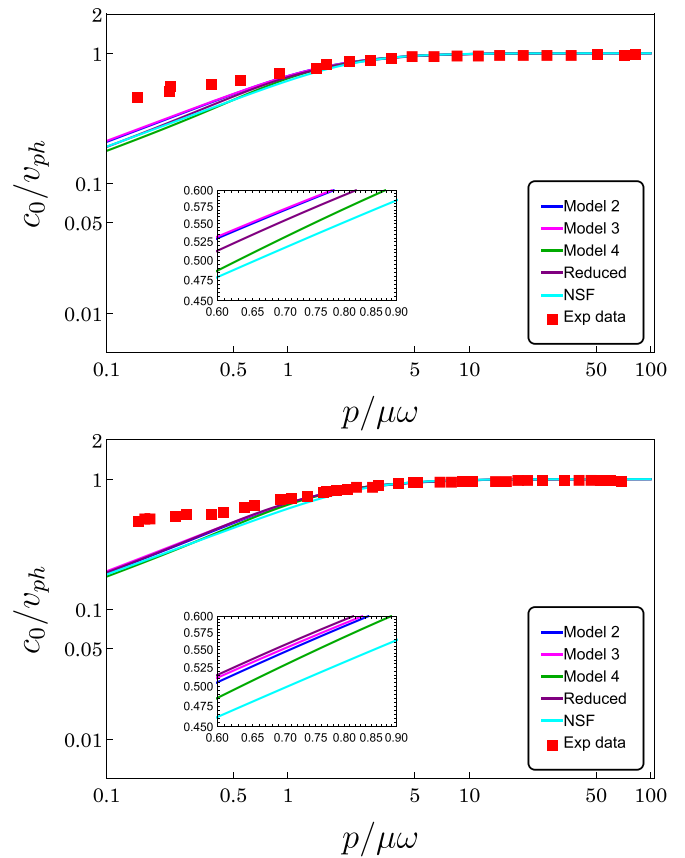 2
1
0.1
0.05
0.01
c0/vph
0.600
0.575
0.550
0.525
0.500
0.475
0.450
0.60 0.65 0.70 0.75 0.80 0.85 0.90
Model 2
Model 3
Model 4
Reduced
NSF
Exp data
0.1 0.5 1 5 10 50 100
p/μω
2
1
0.1
0.05
0.01
c0/vph
0.600
0.575
0.550
0.525
0.500
0.475
0.450
0.60 0.65 0.70 0.75 0.80 0.85 0.90
Model 2
Model 3
Model 4
Reduced
NSF
Exp data
0.1 0.5 1 5 10 50 100
p/μω